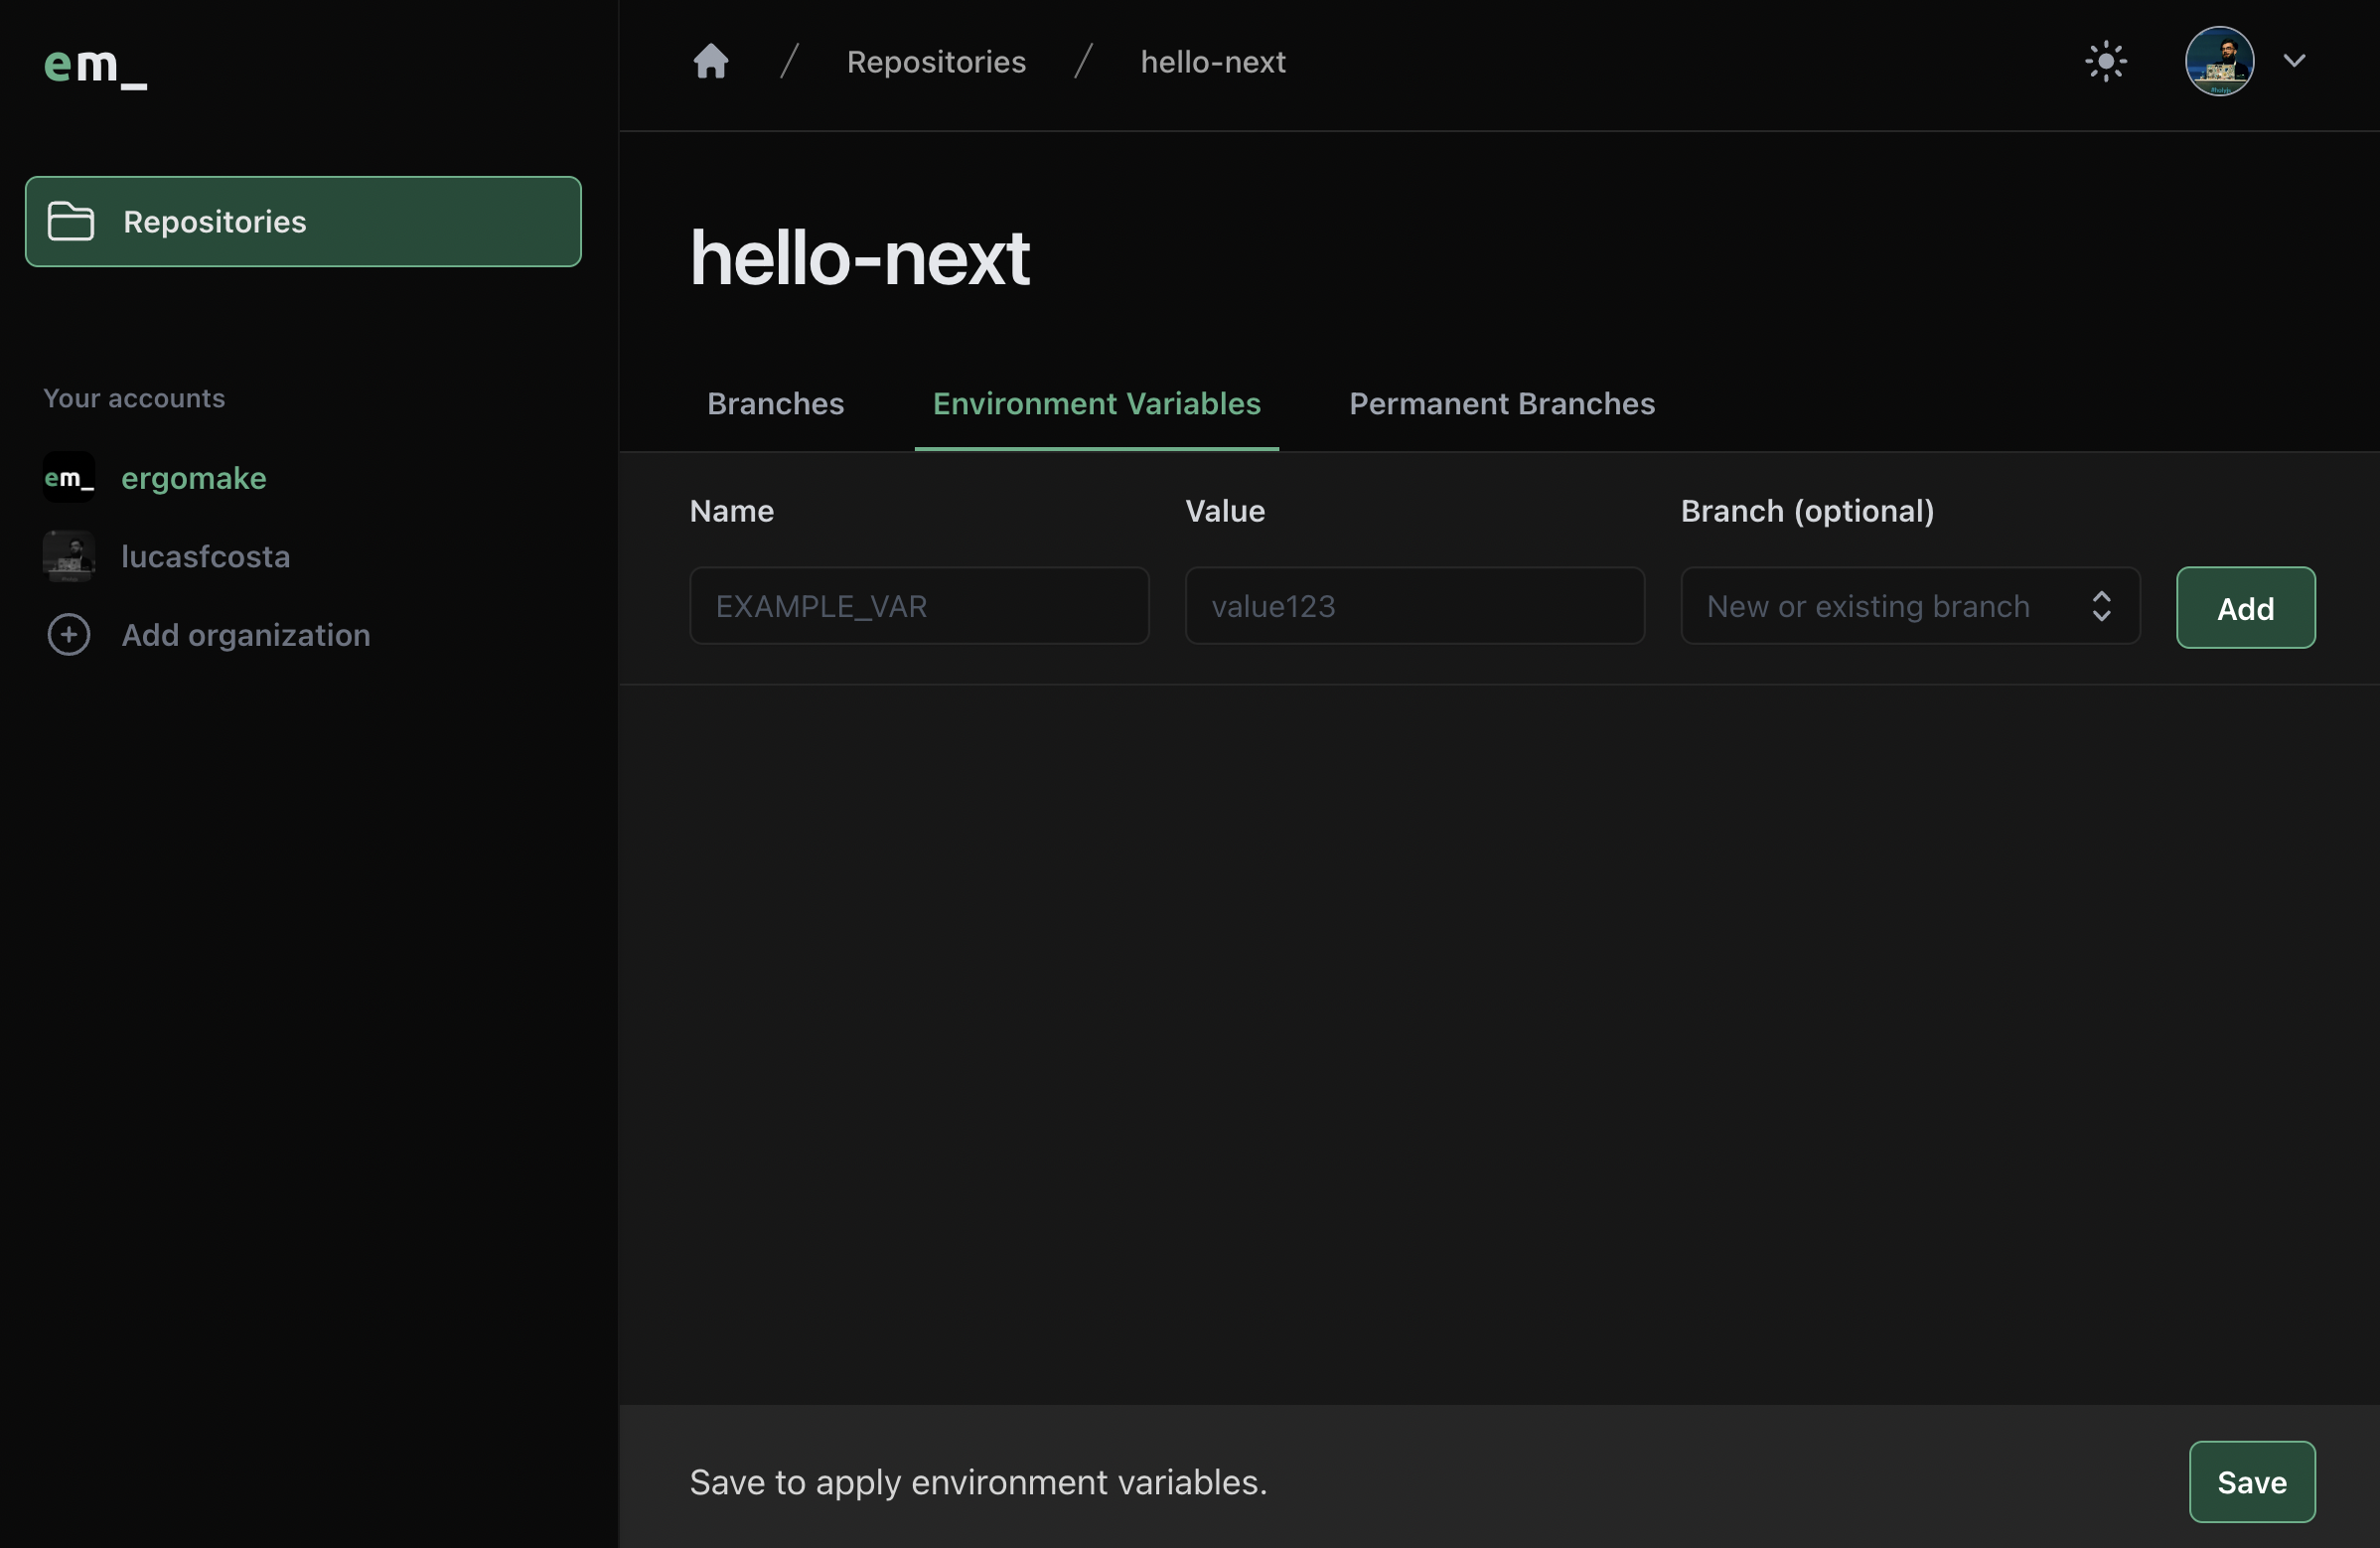 em_
Repositories
Your accounts
em_ ergomake
lucasfcosta
Add organization
/ Repositories / hello-next
hello-next
Branches Environment Variables Permanent Branches
Name Value Branch (optional)
EXAMPLE_VAR value123 New or existing branch Add
Save to apply environment variables. Save